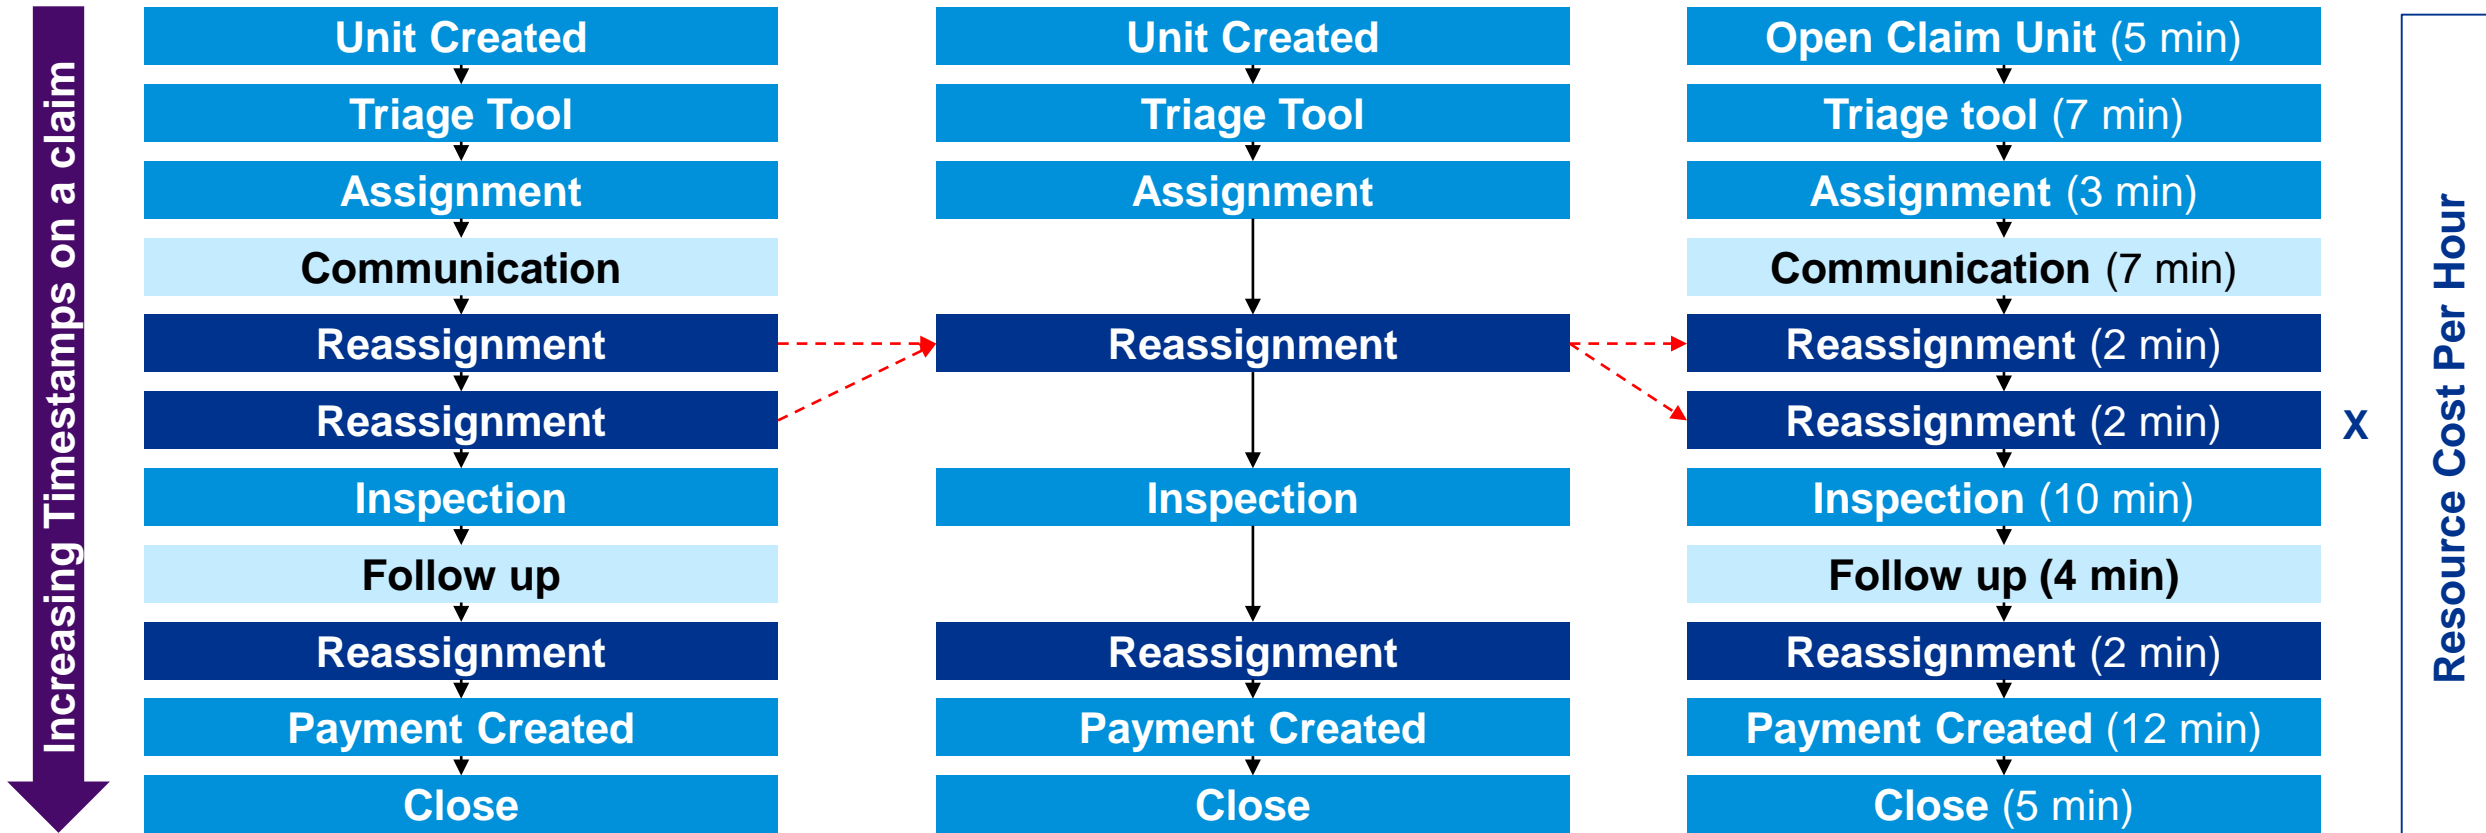 Increasing Timestamps on a claim
Unit Created
Triage Tool
Assignment
Communication
Reassignment
Reassignment
Inspection
Follow up
Reassignment
Payment Created
Close
Unit Created
Triage Tool
Assignment
Reassignment
Inspection
Reassignment
Payment Created
Close
Open Claim Unit (5 min)
Triage tool (7 min)
Assignment (3 min)
Communication (7 min)
Reassignment (2 min)
Reassignment (2 min)
Inspection (10 min)
Follow up (4 min)
Reassignment (2 min)
Payment Created (12 min)
Close (5 min)
X
Resource Cost Per Hour